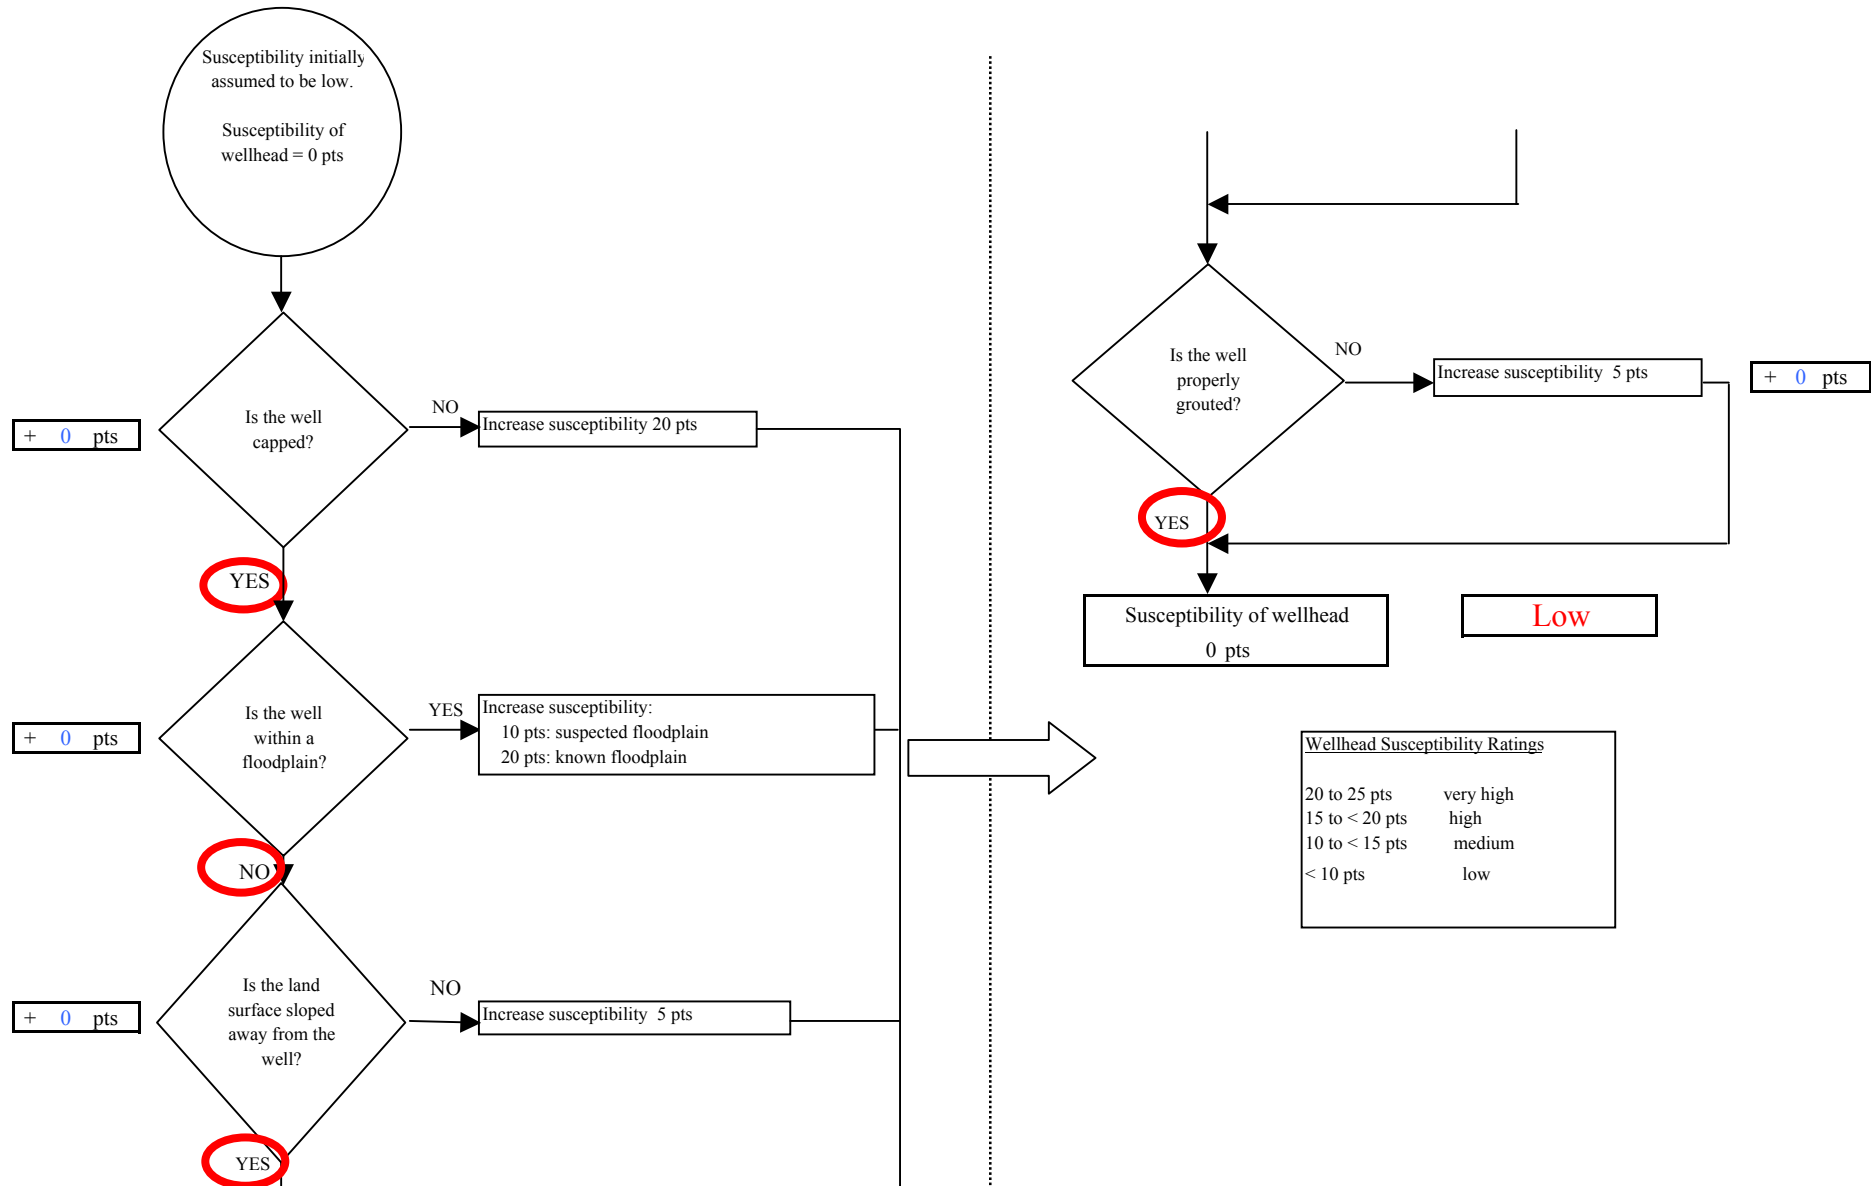 Susceptibility initially
assumed to be low.
Susceptibility of
wellhead = 0 pts
+ 0 pts
Is the well
capped?
NO
Increase susceptibility 20 pts
YES
+ 0 pts
Is the well
within a
floodplain?
YES
Increase susceptibility:
10 pts: suspected floodplain
20 pts: known floodplain
NO
+ 0 pts
Is the land
surface sloped
away from the
well?
NO
Increase susceptibility 5 pts
YES
Is the well
properly
grouted?
NO
Increase susceptibility 5 pts
+ 0 pts
YES
Susceptibility of wellhead
0 pts
Low
Wellhead Susceptibility Ratings
20 to 25 pts very high
15 to < 20 pts high
10 to < 15 pts medium
< 10 pts low